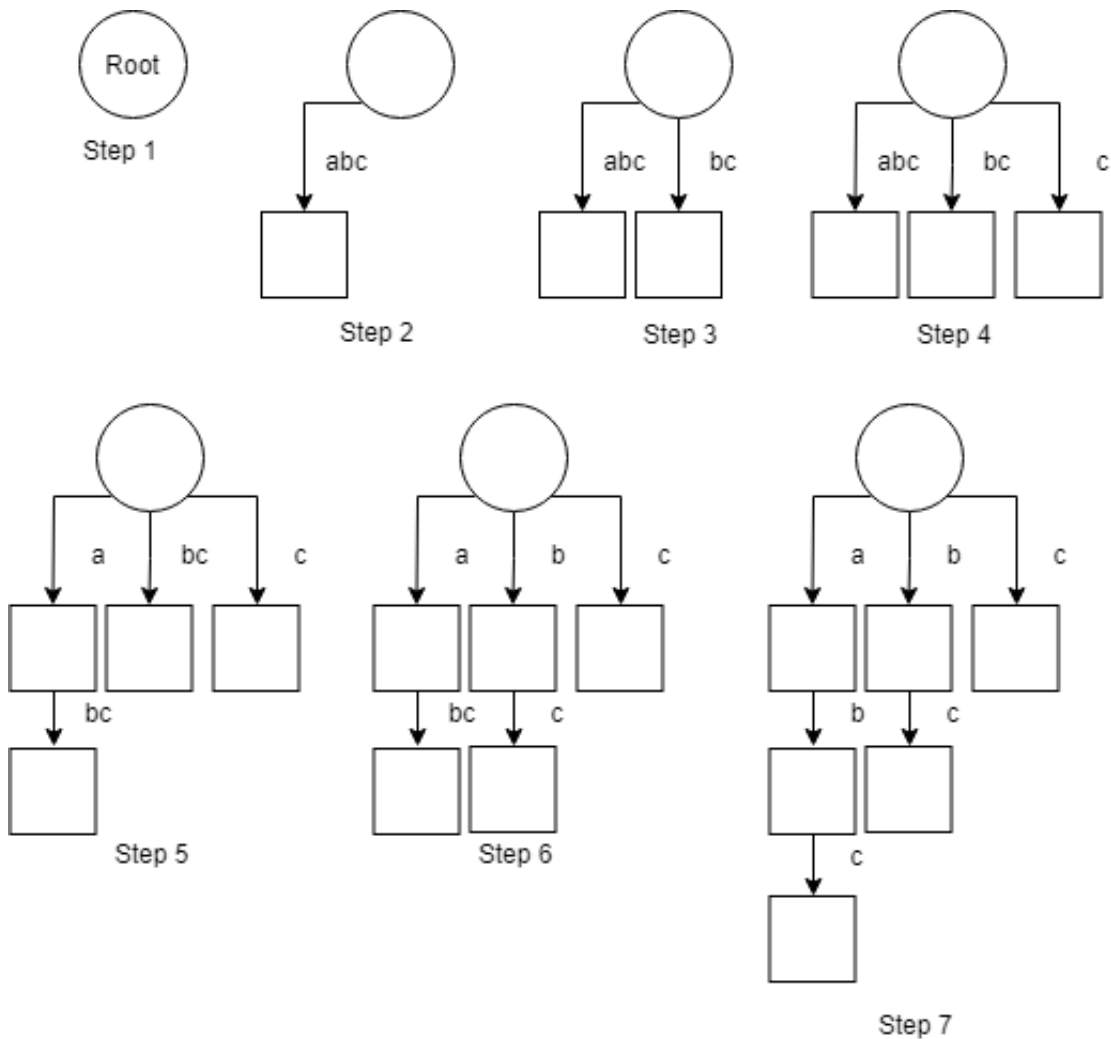 Root
Step 1
abc
Step 2
abc bc
Step 3
abc bc c
Step 4
a bc c
bc
Step 5
a b c
bc c
Step 6
a b c
b c
c
Step 7